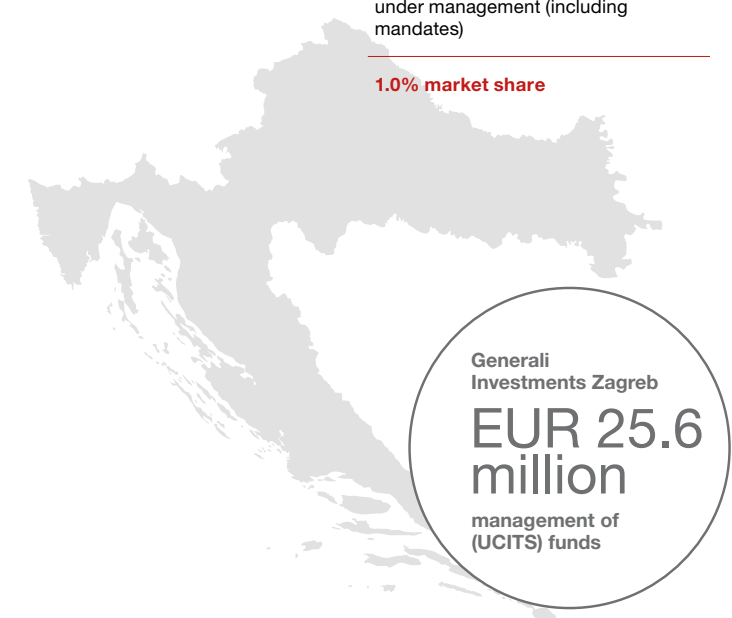 under management (including
mandates)
1.0% market share
Generali
Investments Zagreb
EUR 25.6
million
management of
(UCITS) funds